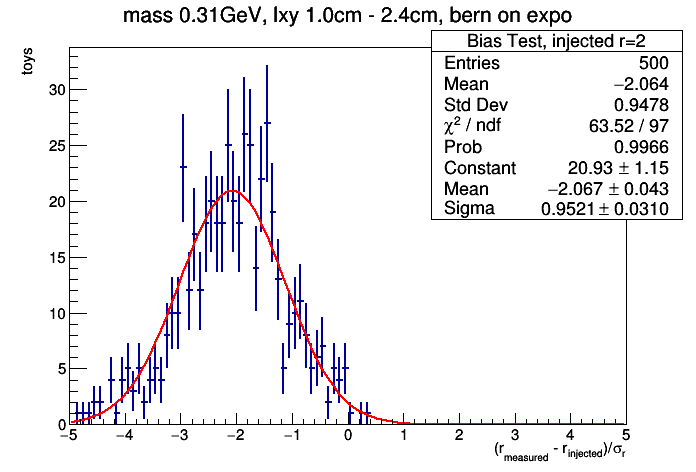 mass 0.31GeV, lxy 1.0cm - 2.4cm, bern on expo
Bias Test, injected r=2
Entries 500
Mean −2.064
Std Dev 0.9478
χ² / ndf 63.52 / 97
Prob 0.9966
Constant 20.93 ± 1.15
Mean −2.067 ± 0.043
Sigma 0.9521 ± 0.0310
toys
30
25
20
15
10
5
0
−5 −4 −3 −2 −1 0 1 2 3 4 5
(r_measured - r_injected)/σ_r